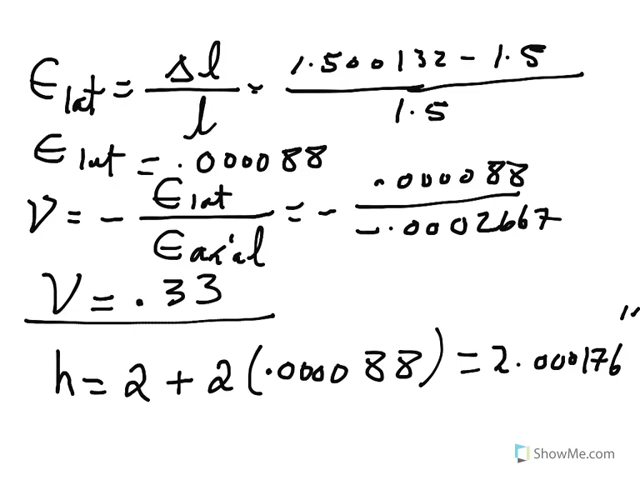 ϵlat = Δl / l = 1.500132 - 1.5 / 1.5
ϵlat = .000088
ν = - ϵlat / ϵaxial = - .000088 / -.0002667
ν = .33
h = 2 + 2(.000088) = 2.000176"
ShowMe.com